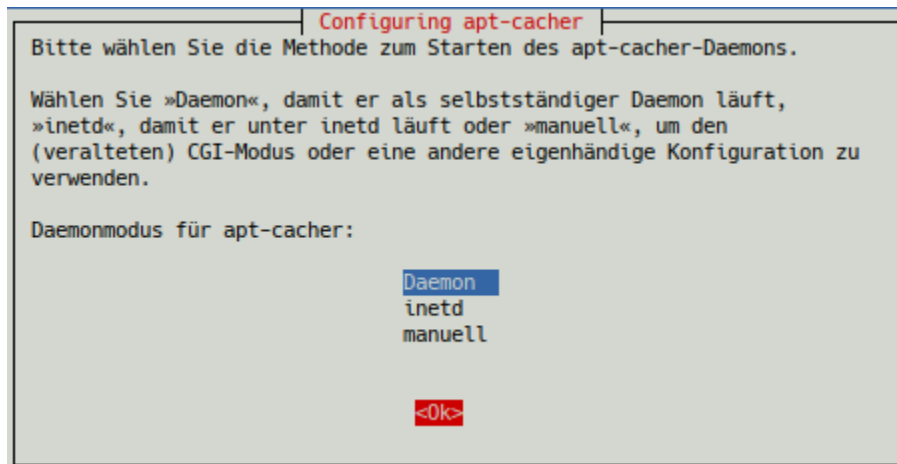 Configuring apt-cacher
Bitte wählen Sie die Methode zum Starten des apt-cacher-Daemons.
Wählen Sie »Daemon«, damit er als selbstständiger Daemon läuft,
»inetd«, damit er unter inetd läuft oder »manuell«, um den
(veralteten) CGI-Modus oder eine andere eigenhändige Konfiguration zu
verwenden.
Daemonmodus für apt-cacher:
Daemon
inetd
manuell
<Ok>